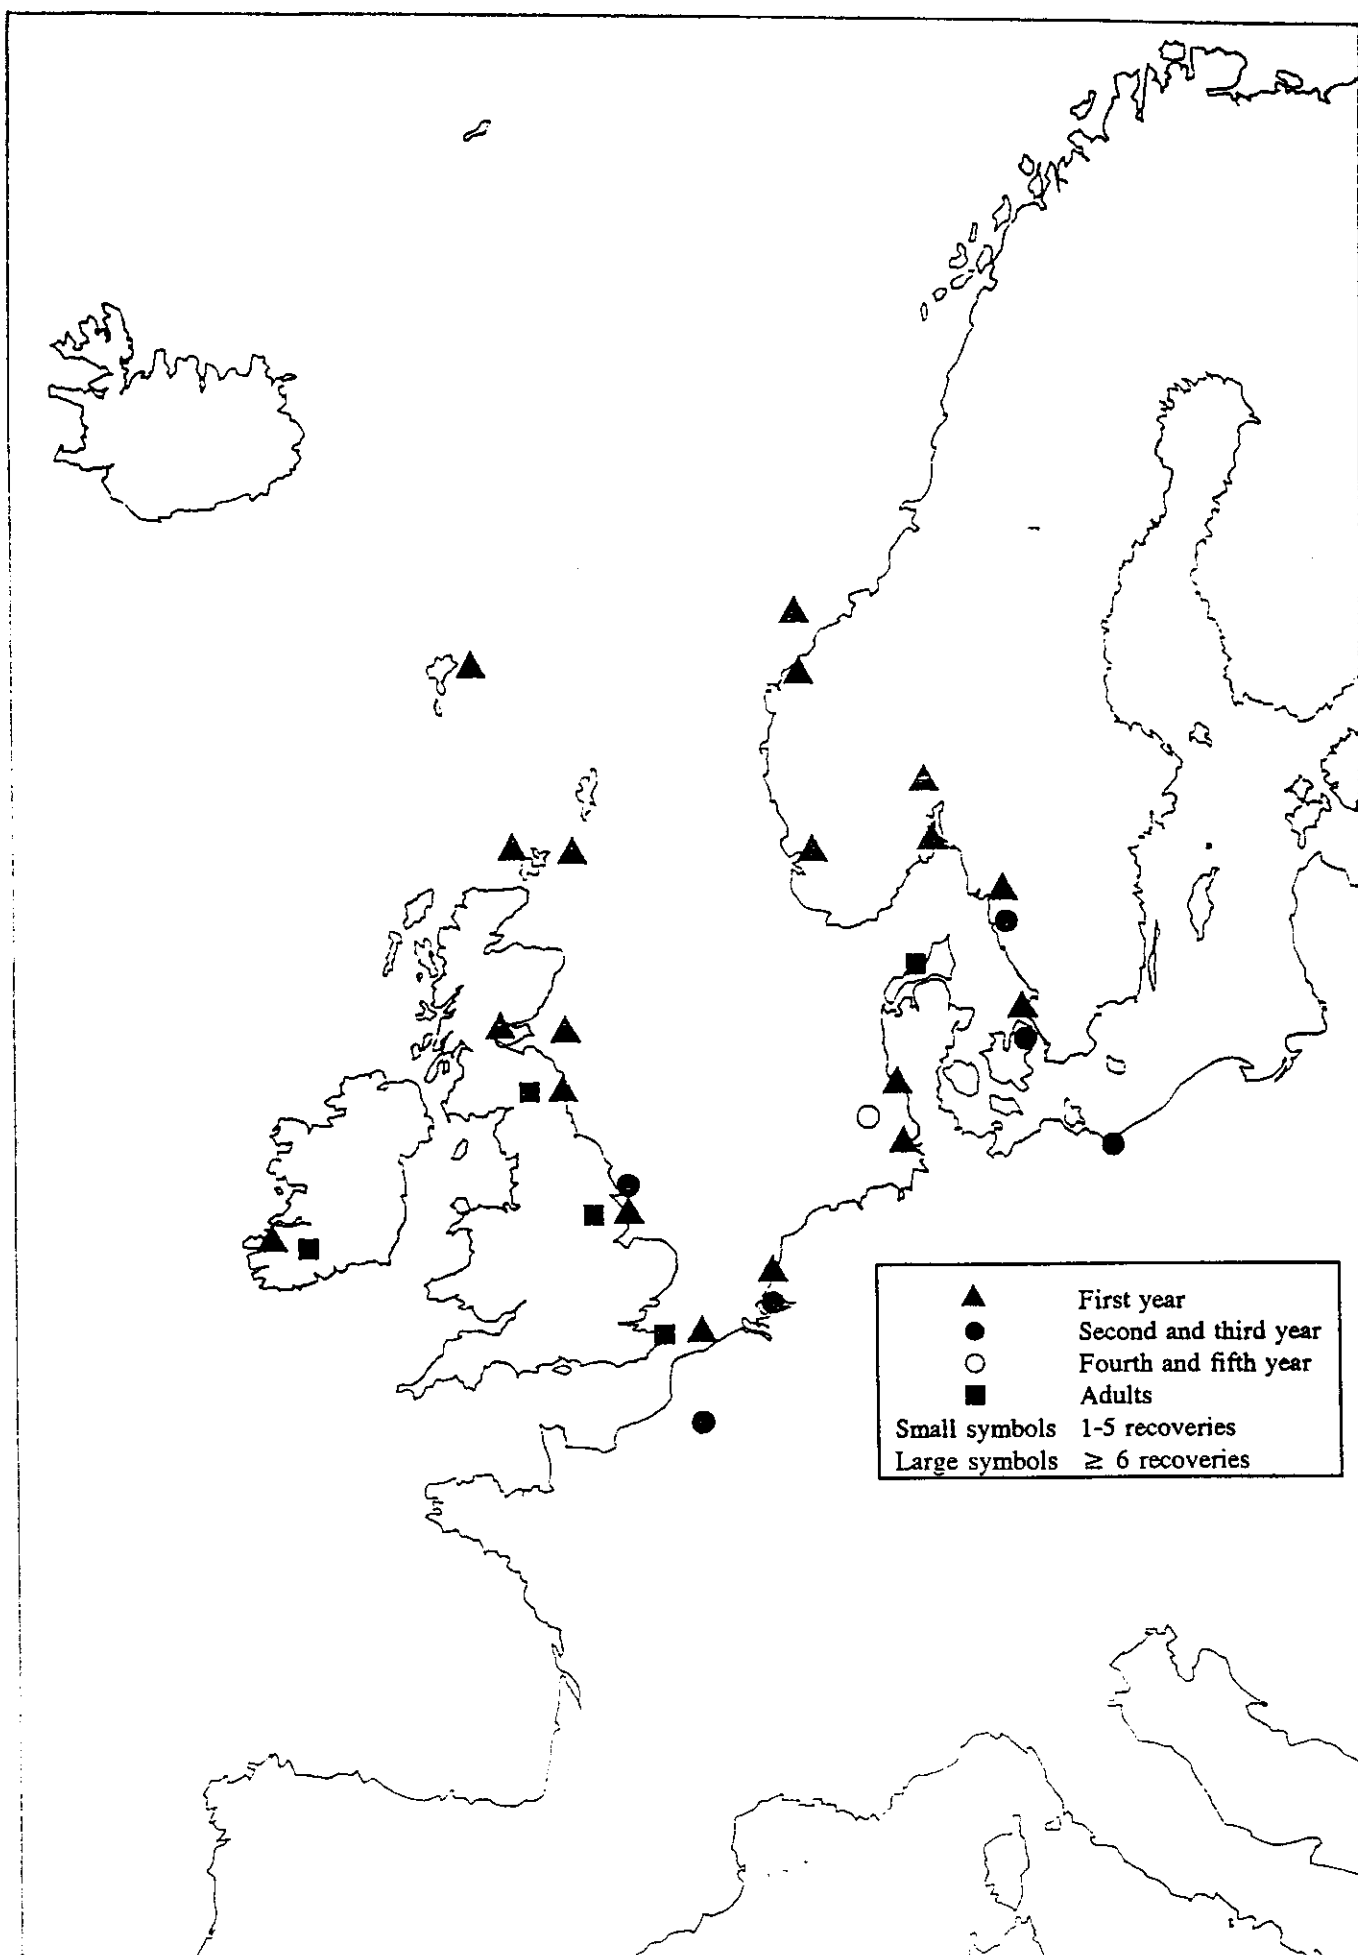 First year
Second and third year
Fourth and fifth year
Adults
Small symbols 1-5 recoveries
Large symbols ≥ 6 recoveries